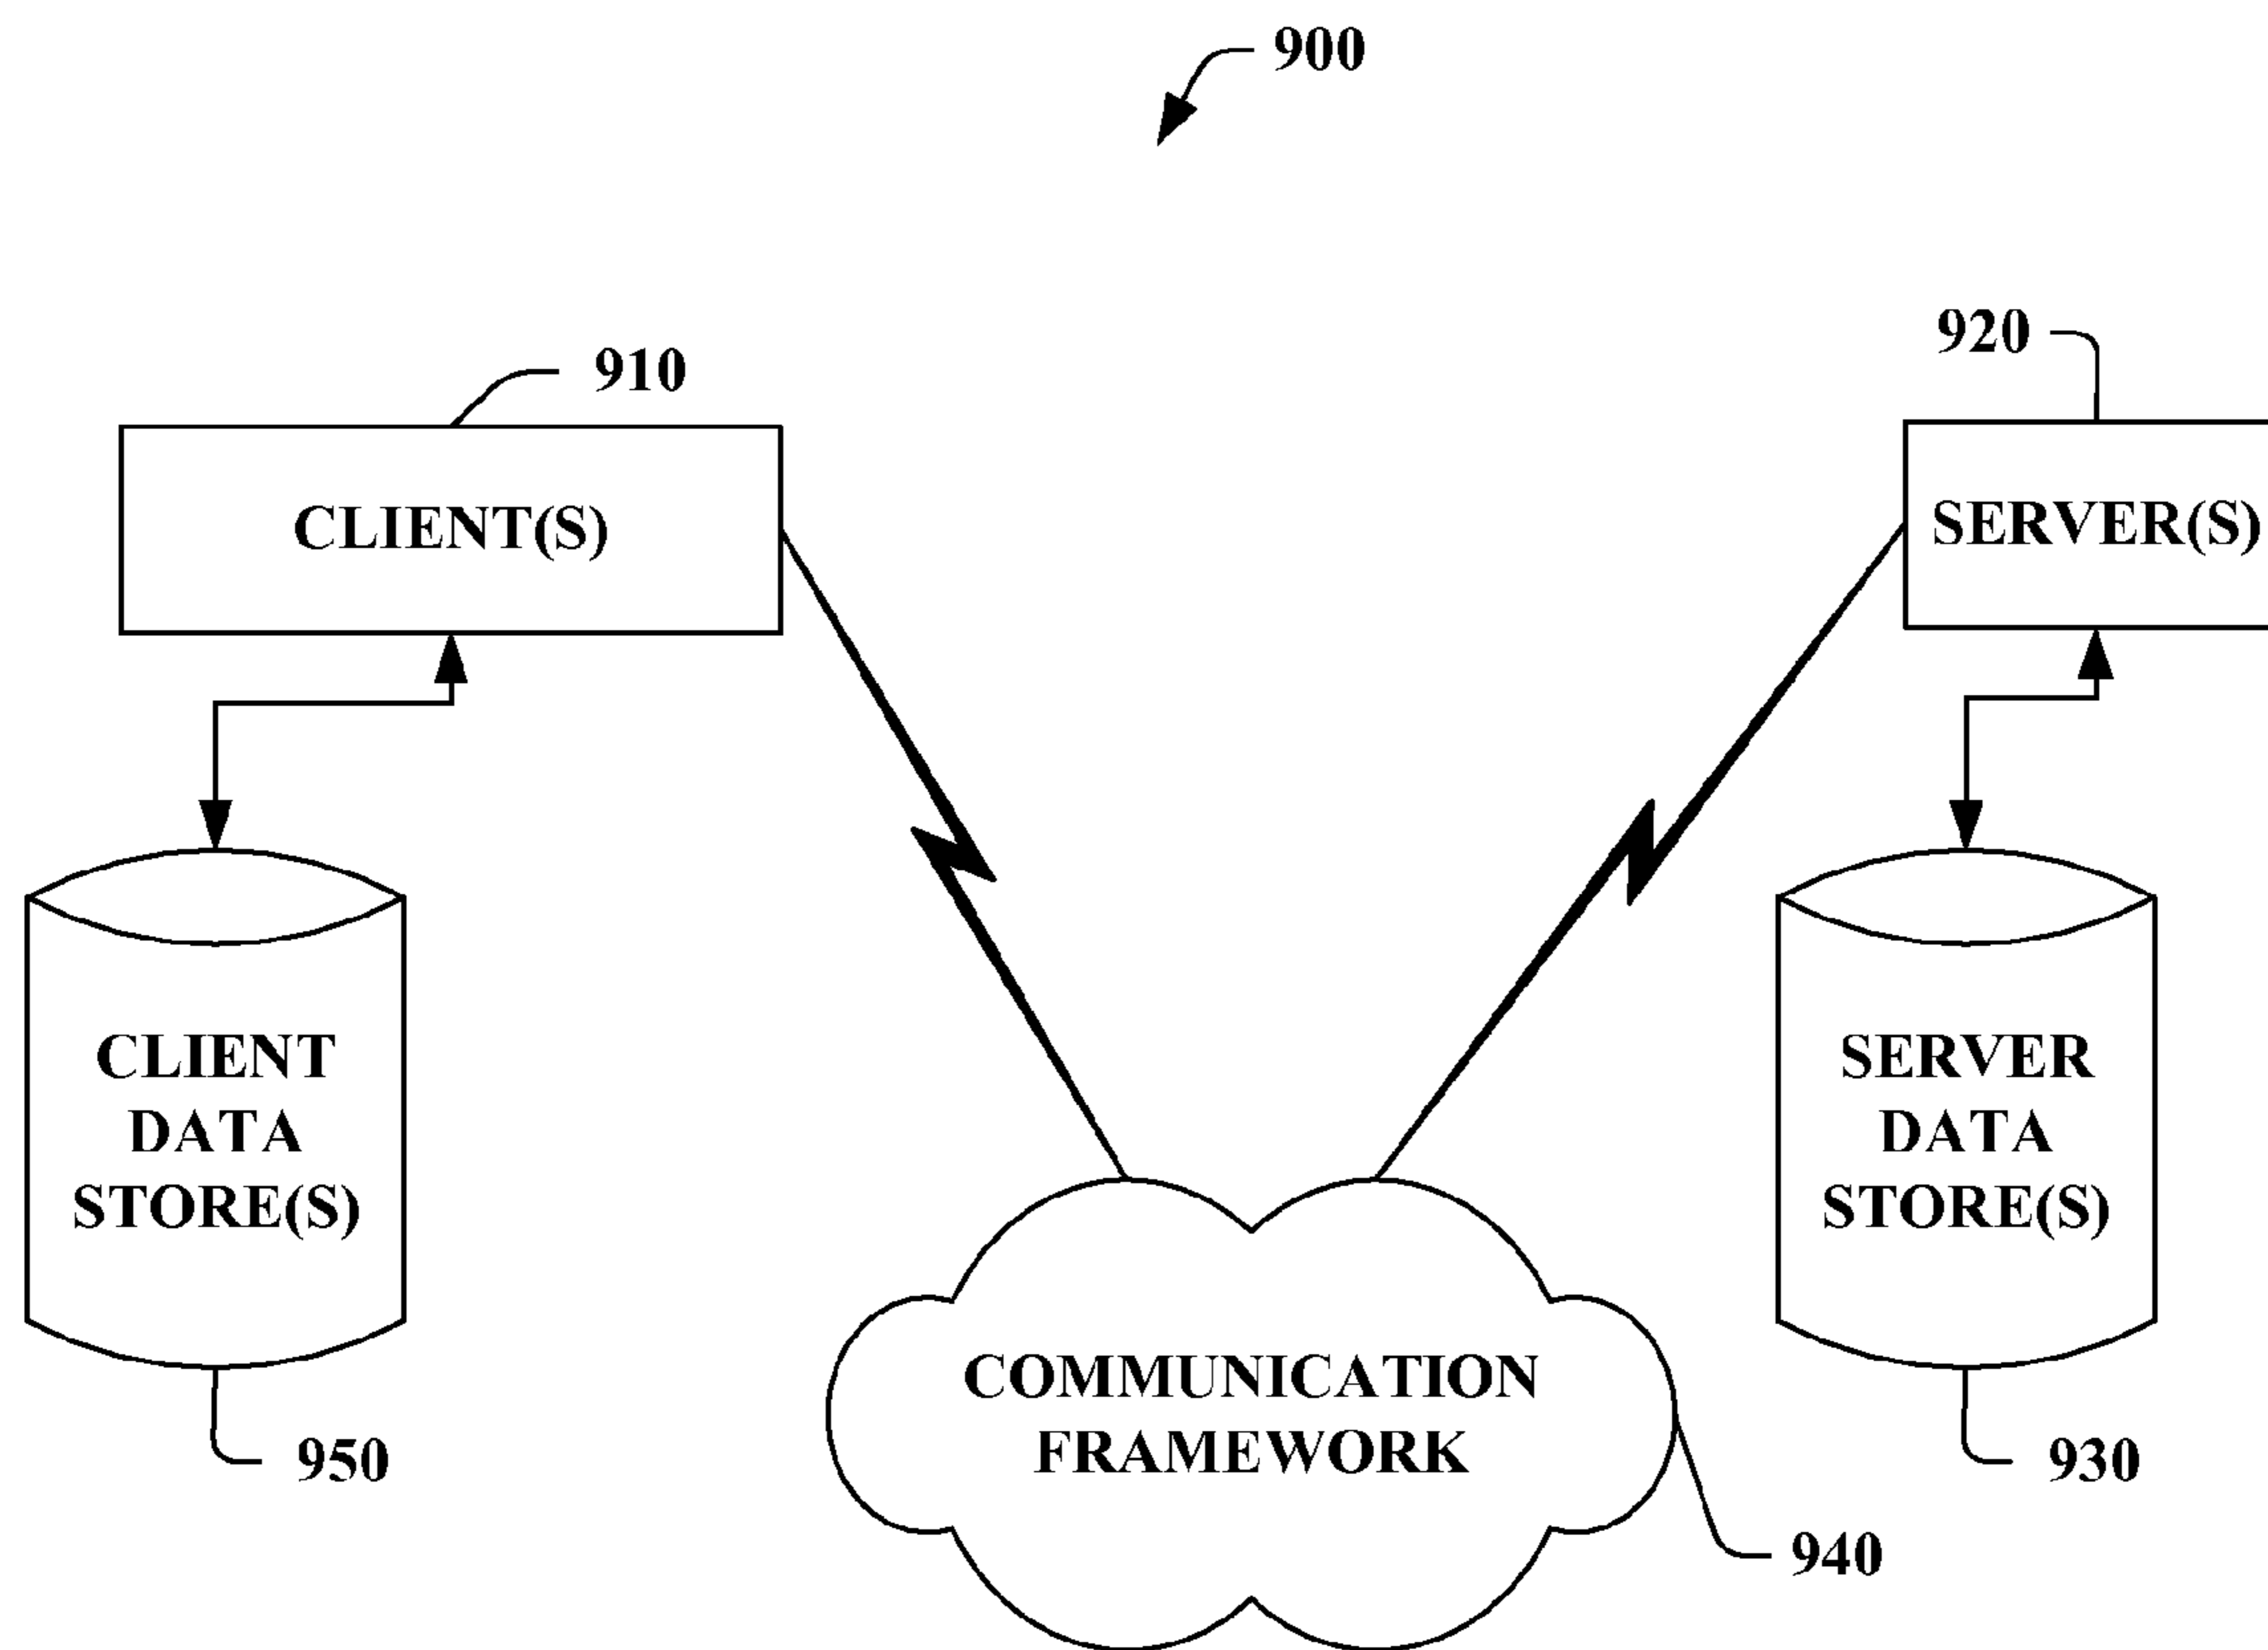 900
910
920
CLIENT(S)
SERVER(S)
CLIENT
DATA
STORE(S)
SERVER
DATA
STORE(S)
COMMUNICATION
FRAMEWORK
950
930
940